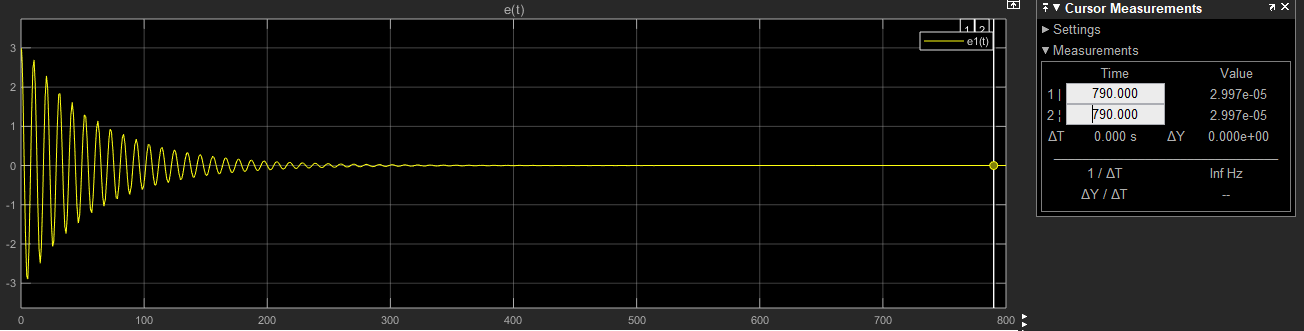 e(t)
1 2
e1(t)
3
2
1
0
-1
-2
-3
0 100 200 300 400 500 600 700 800
Cursor Measurements
Settings
Measurements
Time Value
1 | 790.000 2.997e-05
2 ¦ 790.000 2.997e-05
ΔT 0.000 s ΔY 0.000e+00
1 / ΔT Inf Hz
ΔY / ΔT --